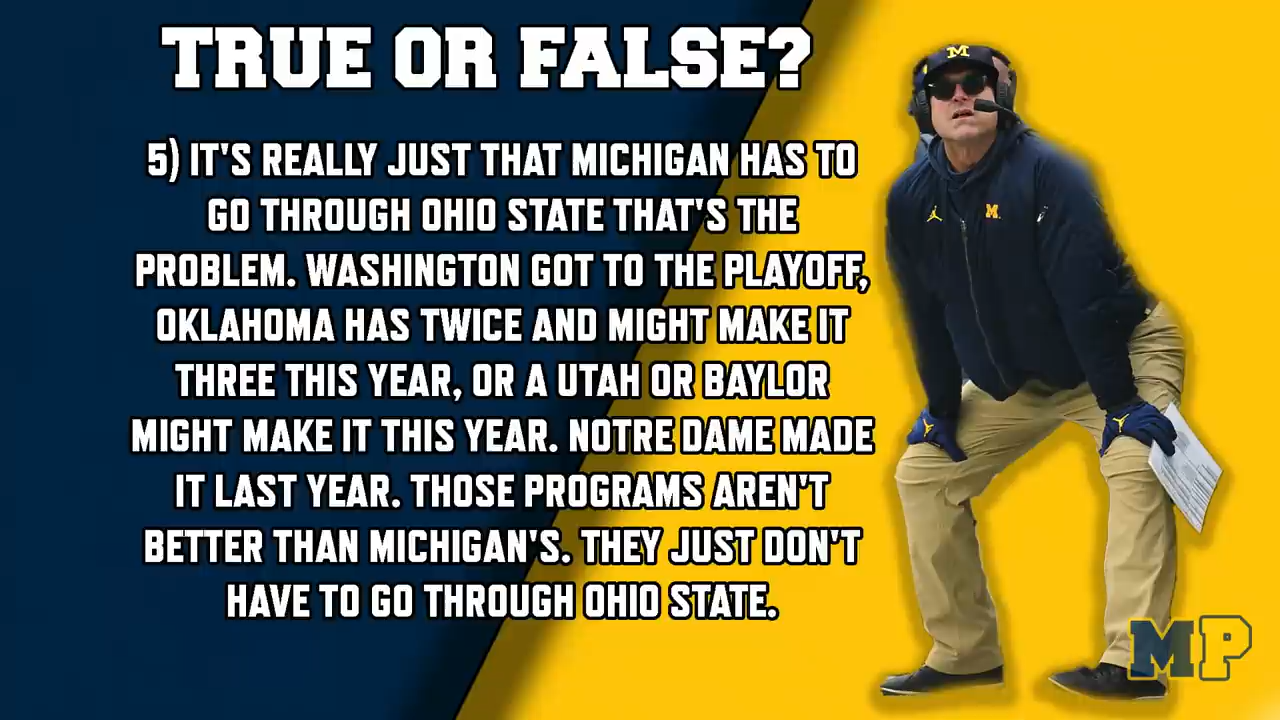 TRUE OR FALSE?
5) IT'S REALLY JUST THAT MICHIGAN HAS TO
GO THROUGH OHIO STATE THAT'S THE
PROBLEM. WASHINGTON GOT TO THE PLAYOFF,
OKLAHOMA HAS TWICE AND MIGHT MAKE IT
THREE THIS YEAR, OR A UTAH OR BAYLOR
MIGHT MAKE IT THIS YEAR. NOTRE DAME MADE
IT LAST YEAR. THOSE PROGRAMS AREN'T
BETTER THAN MICHIGAN'S. THEY JUST DON'T
HAVE TO GO THROUGH OHIO STATE.
M
M
MP